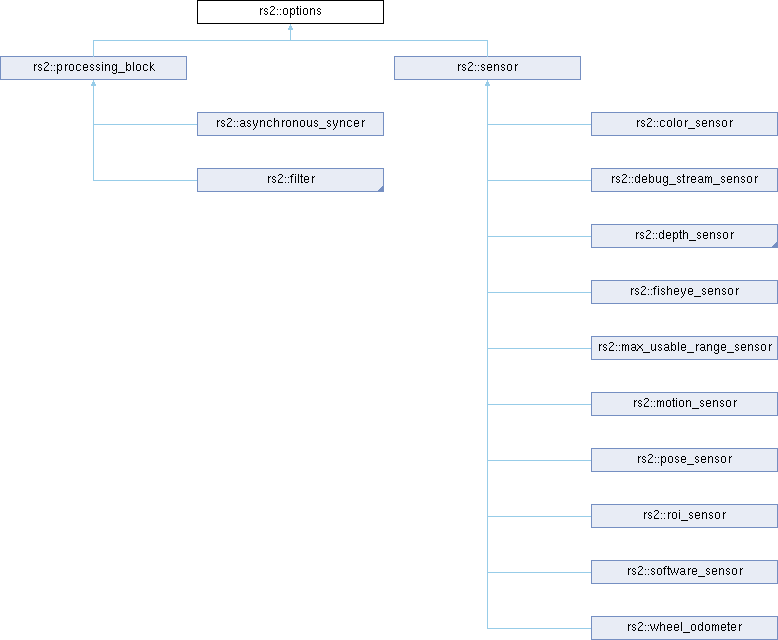 rs2::options
rs2::processing_block
rs2::sensor
rs2::asynchronous_syncer
rs2::color_sensor
rs2::filter
rs2::debug_stream_sensor
rs2::depth_sensor
rs2::fisheye_sensor
rs2::max_usable_range_sensor
rs2::motion_sensor
rs2::pose_sensor
rs2::roi_sensor
rs2::software_sensor
rs2::wheel_odometer